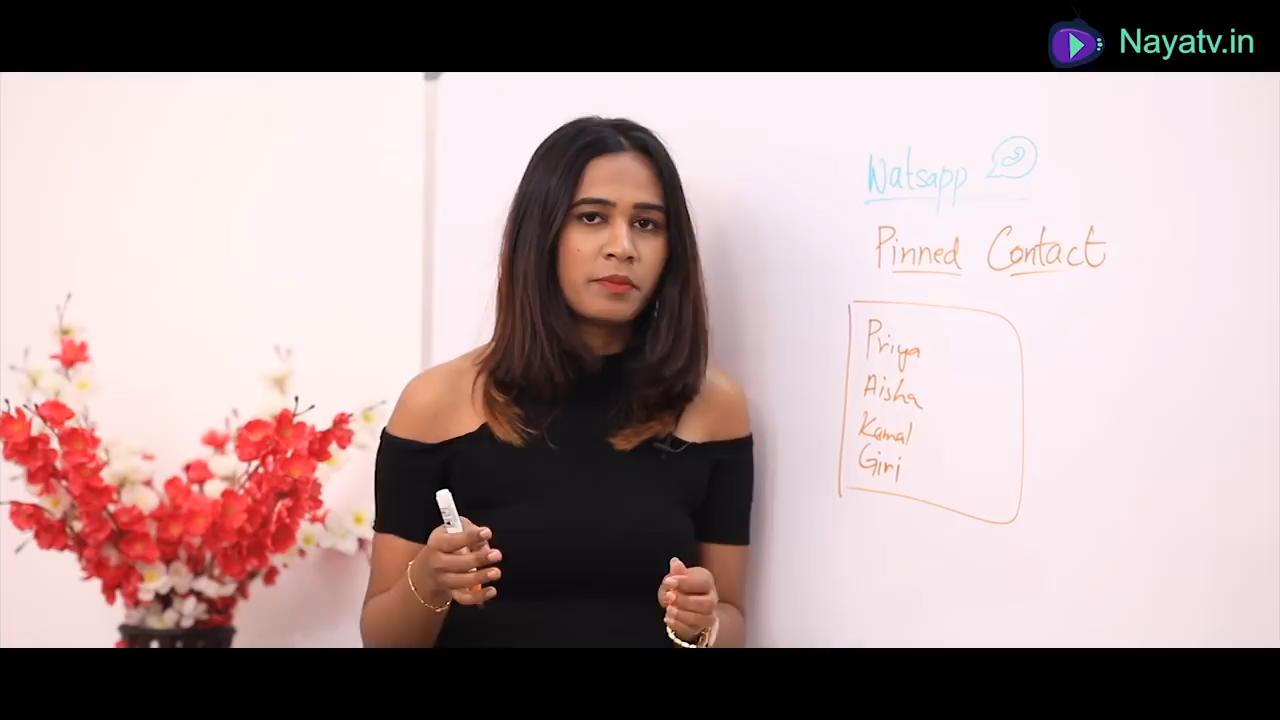 Nayatv.in
Watsapp
Pinned Contact
Priya
Aisha
Kamal
Giri